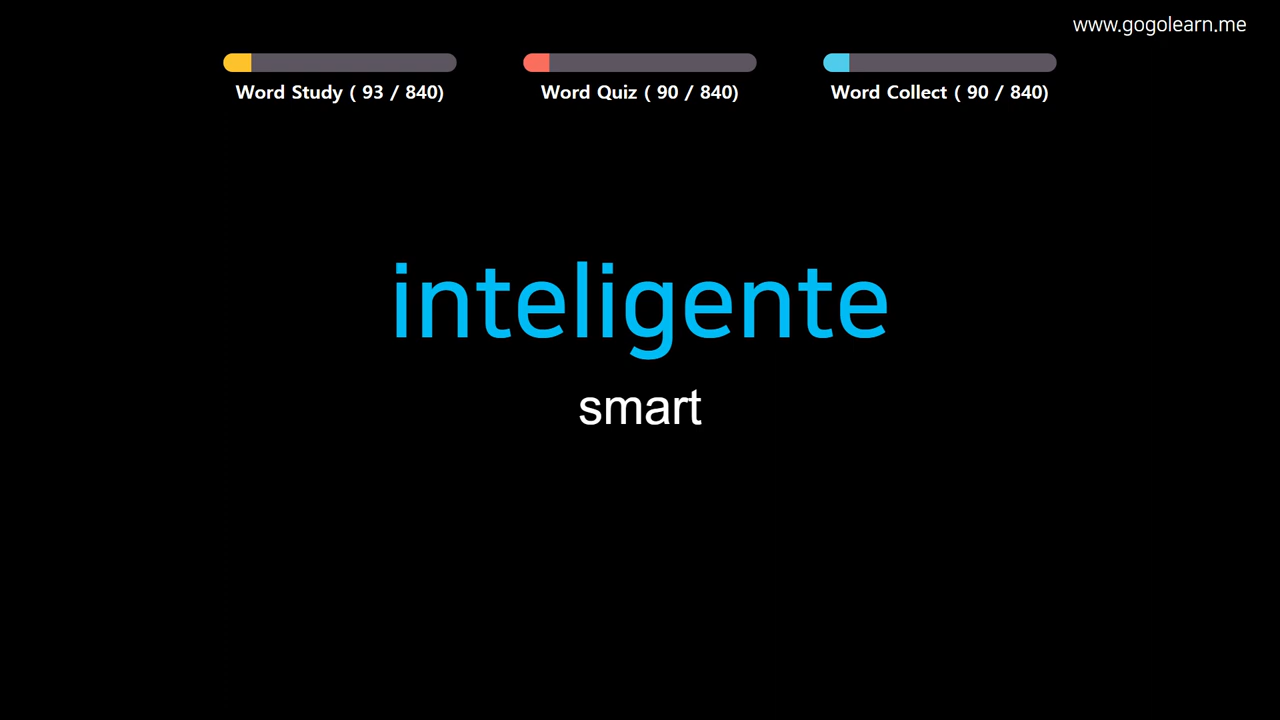 www.gogolearn.me
Word Study ( 93 / 840)
Word Quiz ( 90 / 840)
Word Collect ( 90 / 840)
inteligente
smart